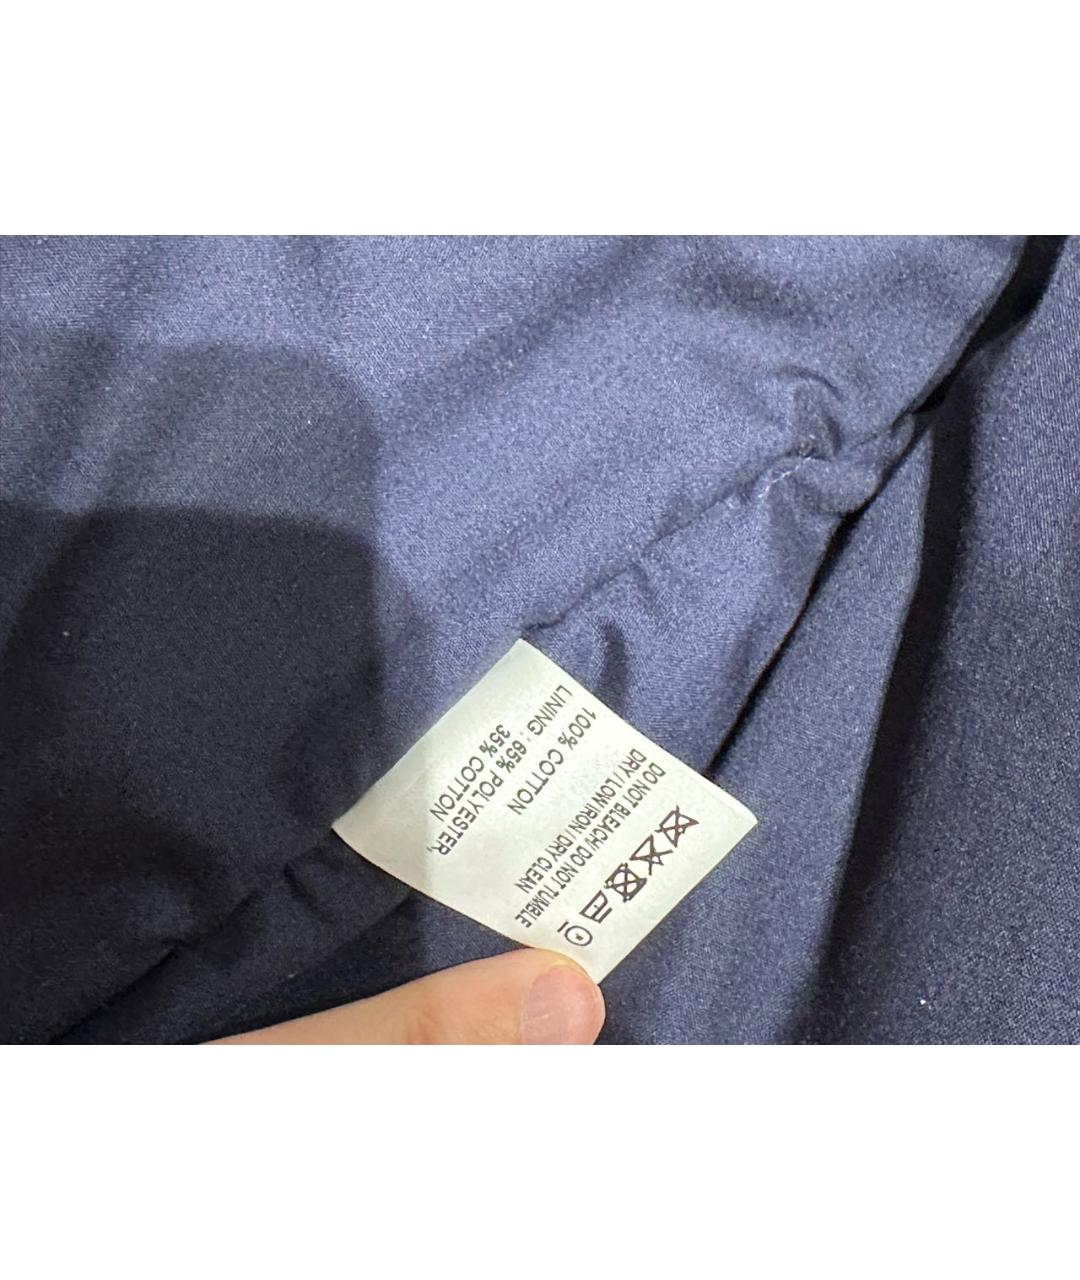 DO NOT BLEACH/ DO NOT TUMBLE
DRY / LOW IRON / DRY CLEAN
100% COTTON
LINING : 65% POLYESTER,
35% COTTON